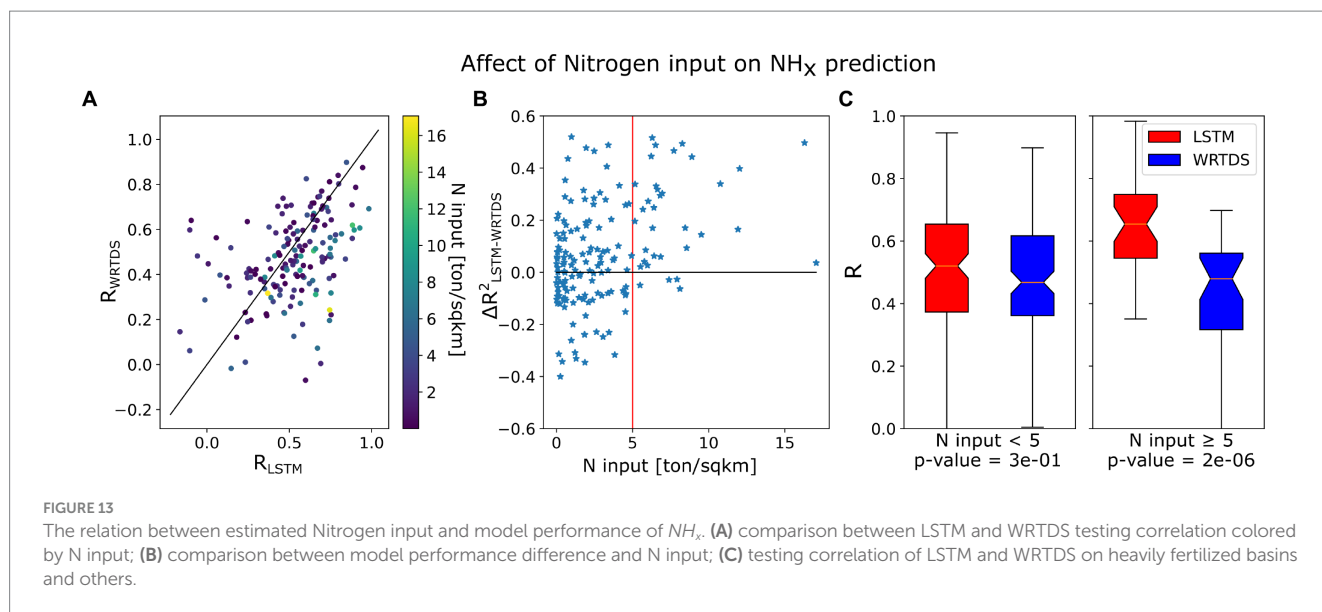 Affect of Nitrogen input on NHx prediction
A
B
C
RWRTDS
1.0
0.8
0.6
0.4
0.2
0.0
−0.2
0.0
0.5
1.0
RLSTM
16
14
12
10
8
6
4
2
N input [ton/sqkm]
ΔR²LSTM-WRTDS
0.6
0.4
0.2
0.0
−0.2
−0.4
−0.6
0
5
10
15
N input [ton/sqkm]
R
1.0
0.8
0.6
0.4
0.2
0.0
LSTM
WRTDS
N input < 5
p-value = 3e-01
N input ≥ 5
p-value = 2e-06
FIGURE 13
The relation between estimated Nitrogen input and model performance of NHx. (A) comparison between LSTM and WRTDS testing correlation colored
by N input; (B) comparison between model performance difference and N input; (C) testing correlation of LSTM and WRTDS on heavily fertilized basins
and others.